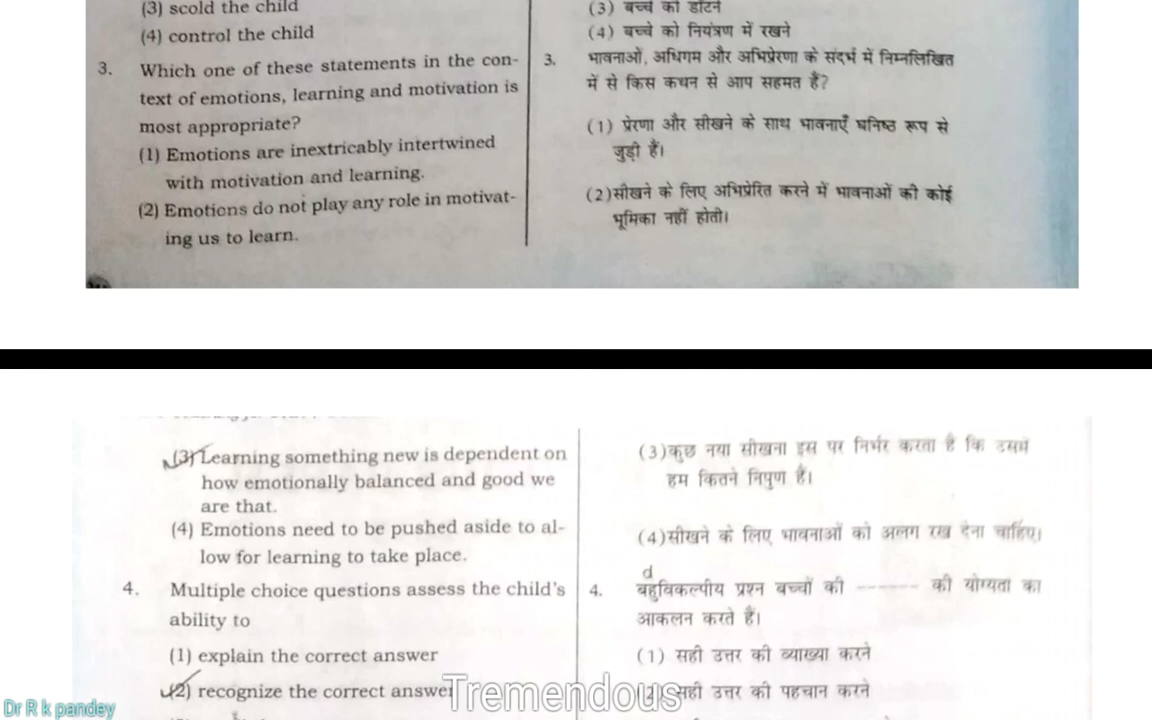 (3) scold the child
(4) control the child
3. Which one of these statements in the con-
text of emotions, learning and motivation is
most appropriate?
(1) Emotions are inextricably intertwined
with motivation and learning.
(2) Emotions do not play any role in motivat-
ing us to learn.
(3) बच्चे को डाँटने
(4) बच्चे को नियंत्रण में रखने
3. भावनाओं, अधिगम और अभिप्रेरणा के संदर्भ में निम्नलिखित
में से किस कथन से आप सहमत हैं?
(1) प्रेरणा और सीखने के साथ भावनाएँ घनिष्ठ रूप से
जुड़ी हैं।
(2)सीखने के लिए अभिप्रेरित करने में भावनाओं की कोई
भूमिका नहीं होती।
(3) Learning something new is dependent on
how emotionally balanced and good we
are that.
(4) Emotions need to be pushed aside to al-
low for learning to take place.
4. Multiple choice questions assess the child's
ability to
(1) explain the correct answer
(2) recognize the correct answer
(3)कुछ नया सीखना इस पर निर्भर करता है कि उसमें
हम कितने निपुण हैं।
(4)सीखने के लिए भावनाओं को अलग रख देना चाहिए।
d
4. बहुविकल्पीय प्रश्न बच्चों की ------- की योग्यता का
आकलन करते हैं।
(1) सही उत्तर की व्याख्या करने
(2) सही उत्तर की पहचान करने
Tremendous
Dr R k pandey